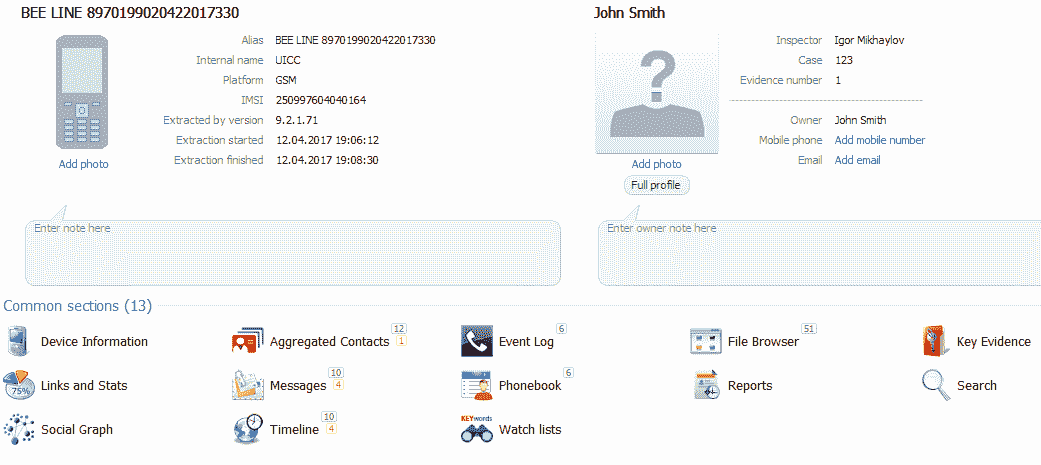 BEE LINE 8970199020422017330
Alias BEE LINE 8970199020422017330
Internal name UICC
Platform GSM
IMSI 250997604040164
Extracted by version 9.2.1.71
Extraction started 12.04.2017 19:06:12
Extraction finished 12.04.2017 19:08:30
Add photo
Enter note here
John Smith
Inspector Igor Mikhaylov
Case 123
Evidence number 1
Owner John Smith
Mobile phone Add mobile number
Email Add email
Add photo
Full profile
Enter owner note here
Common sections (13)
Device Information
Aggregated Contacts 12 1
Event Log 6
File Browser 51
Key Evidence
75%
Links and Stats
Messages 10 4
Phonebook 6
Reports
Search
Social Graph
Timeline 10 4
KEYwords
Watch lists